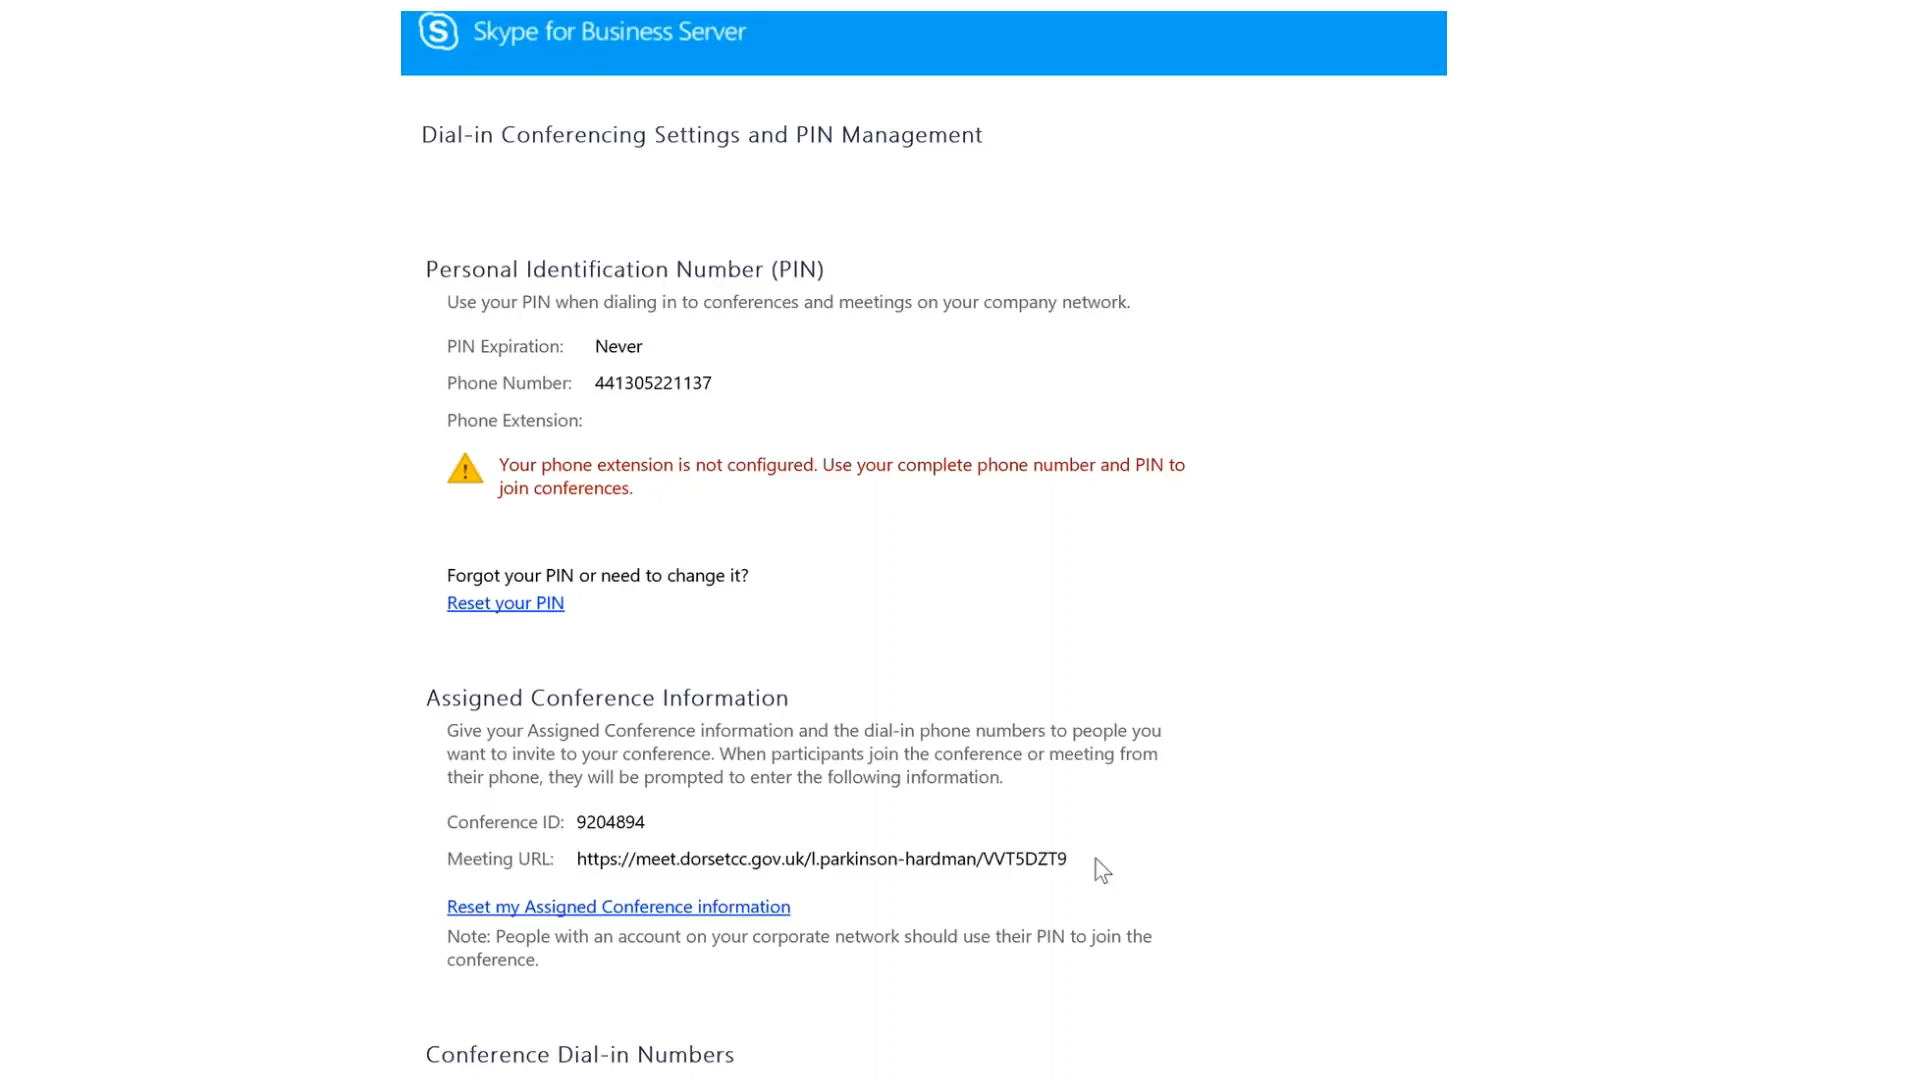 Skype for Business Server
Dial-in Conferencing Settings and PIN Management
Personal Identification Number (PIN)
Use your PIN when dialing in to conferences and meetings on your company network.
PIN Expiration: Never
Phone Number: 441305221137
Phone Extension:
Your phone extension is not configured. Use your complete phone number and PIN to
join conferences.
Forgot your PIN or need to change it?
Reset your PIN
Assigned Conference Information
Give your Assigned Conference information and the dial-in phone numbers to people you
want to invite to your conference. When participants join the conference or meeting from
their phone, they will be prompted to enter the following information.
Conference ID: 9204894
Meeting URL: https://meet.dorsetcc.gov.uk/l.parkinson-hardman/VVT5DZT9
Reset my Assigned Conference information
Note: People with an account on your corporate network should use their PIN to join the
conference.
Conference Dial-in Numbers